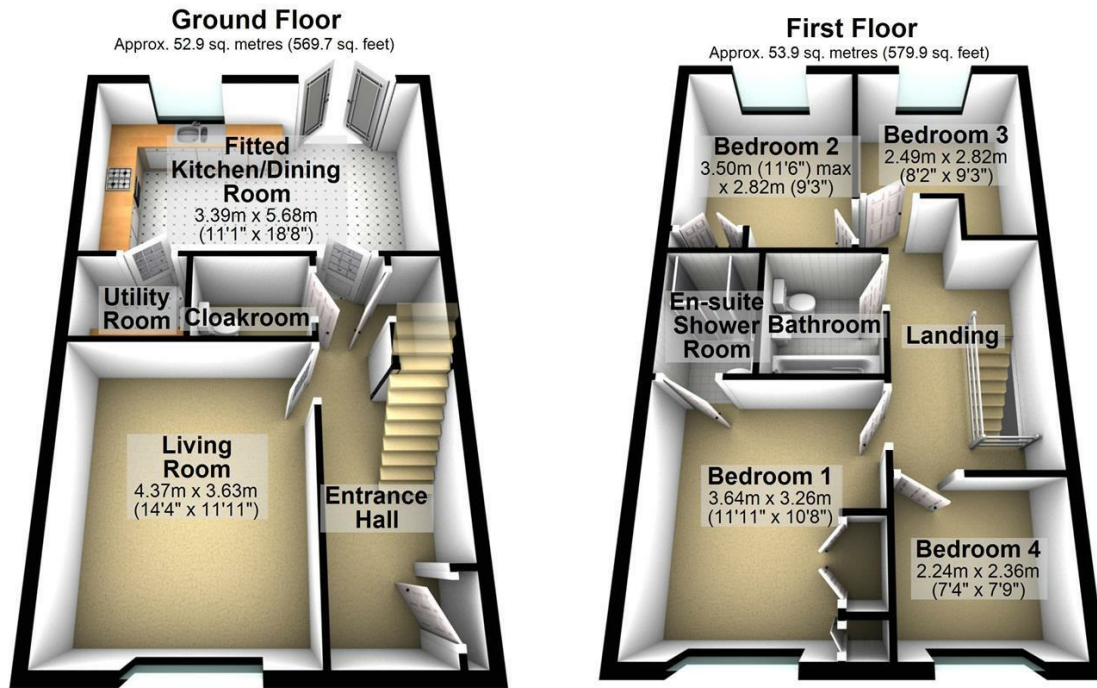 Ground Floor
Approx. 52.9 sq. metres (569.7 sq. feet)
Fitted
Kitchen/Dining
Room
3.39m x 5.68m
(11'1" x 18'8")
Utility
Room
Cloakroom
Living
Room
4.37m x 3.63m
(14'4" x 11'11")
Entrance
Hall
First Floor
Approx. 53.9 sq. metres (579.9 sq. feet)
Bedroom 2
3.50m (11'6") max
x 2.82m (9'3")
Bedroom 3
2.49m x 2.82m
(8'2" x 9'3")
En-suite
Shower
Room
Bathroom
Landing
Bedroom 1
3.64m x 3.26m
(11'11" x 10'8")
Bedroom 4
2.24m x 2.36m
(7'4" x 7'9")